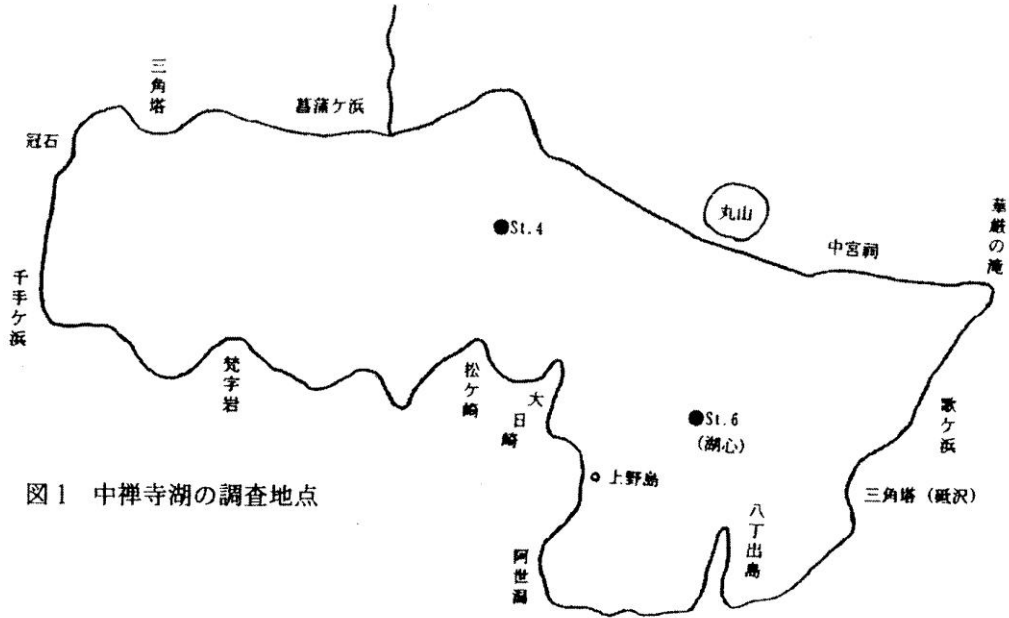 三角塔
菖蒲ケ浜
冠石
丸山
華厳の滝
St.4
中宮祠
千手ケ浜
梵字岩
松ケ崎
大日崎
歌ケ浜
St.6
(湖心)
上野島
三角塔（砥沢）
八丁出島
阿世潟
図1 中禅寺湖の調査地点